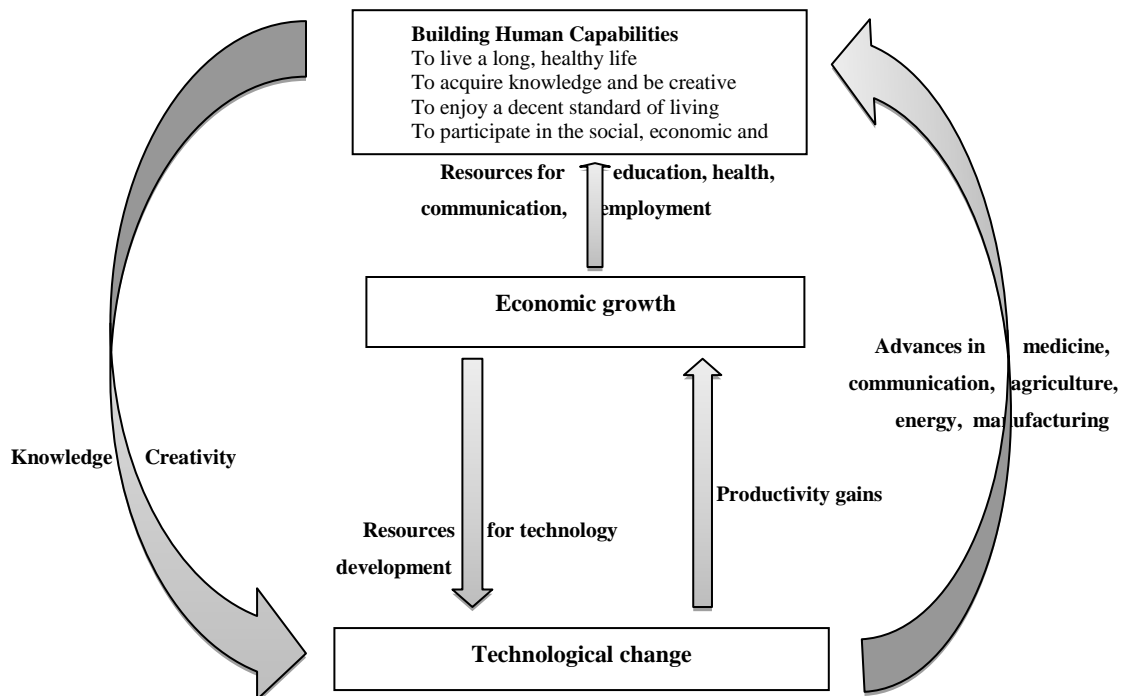 Building Human Capabilities
To live a long, healthy life
To acquire knowledge and be creative
To enjoy a decent standard of living
To participate in the social, economic and
Resources for education, health,
communication, employment
Economic growth
Advances in medicine,
communication, agriculture,
energy, manufacturing
Knowledge Creativity
Productivity gains
Resources for technology
development
Technological change